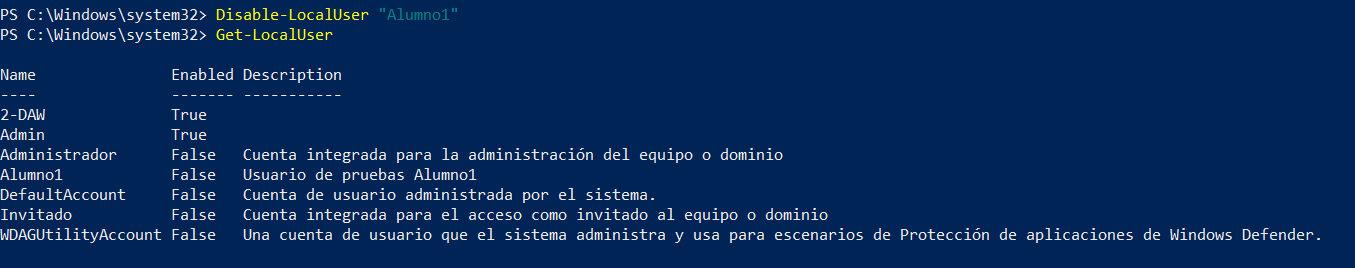 PS C:\Windows\system32> Disable-LocalUser "Alumno1"
PS C:\Windows\system32> Get-LocalUser
Name               Enabled Description
----               ------- -----------
2-DAW              True
Admin              True
Administrador      False   Cuenta integrada para la administración del equipo o dominio
Alumno1            False   Usuario de pruebas Alumno1
DefaultAccount     False   Cuenta de usuario administrada por el sistema.
Invitado           False   Cuenta integrada para el acceso como invitado al equipo o dominio
WDAGUtilityAccount False   Una cuenta de usuario que el sistema administra y usa para escenarios de Protección de aplicaciones de Windows Defender.